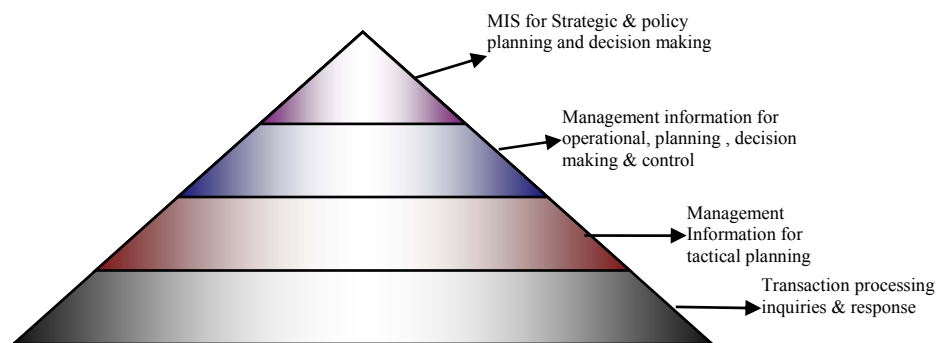 MIS for Strategic & policy
planning and decision making
Management information for
operational, planning , decision
making & control
Management
Information for
tactical planning
Transaction processing
inquiries & response